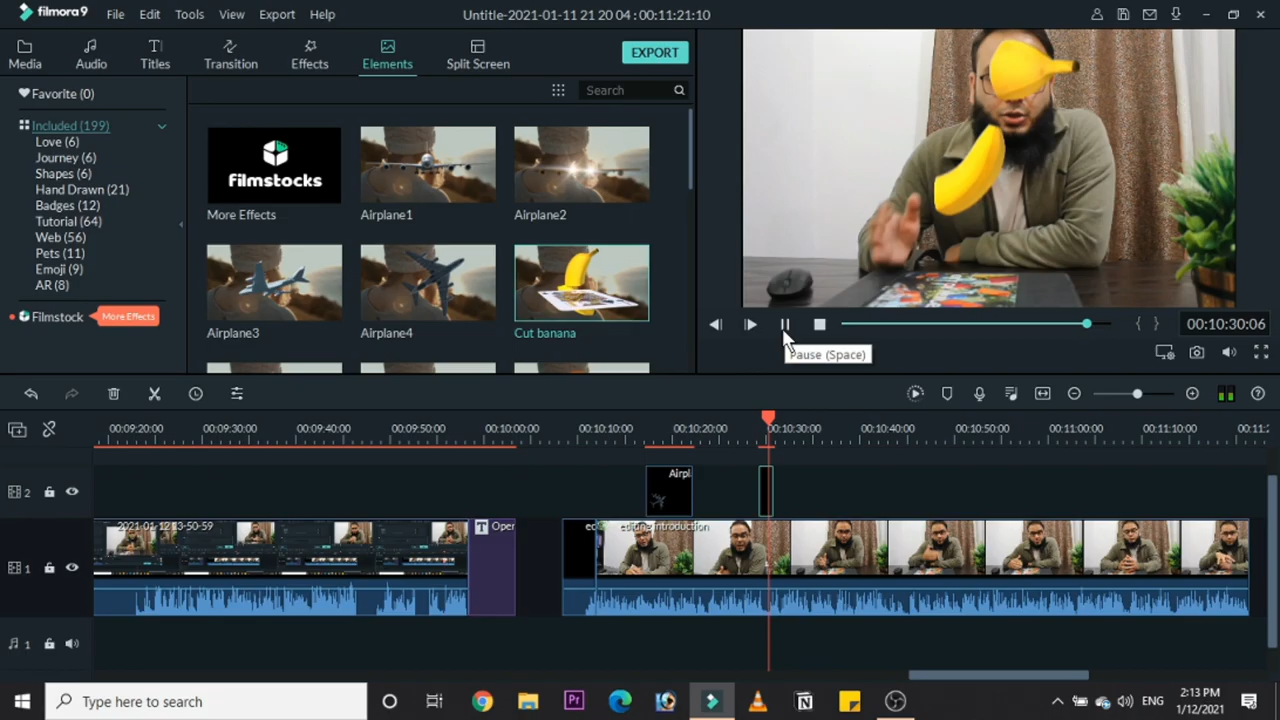 filmora9 File Edit Tools View Export Help Untitle-2021-01-11 21 20 04 : 00:11:21:10
Media Audio Titles Transition Effects Elements Split Screen EXPORT
Favorite (0)
Search
Included (199)
Love (6)
Journey (6)
Shapes (6)
Hand Drawn (21)
Badges (12)
Tutorial (64)
Web (56)
Pets (11)
Emoji (9)
AR (8)
Filmstock More Effects
filmstocks
More Effects Airplane1 Airplane2
Airplane3 Airplane4 Cut banana
00:10:30:06
Pause (Space)
00:09:20:00 00:09:30:00 00:09:40:00 00:09:50:00 00:10:00:00 00:10:10:00 00:10:20:00 00:10:30:00 00:10:40:00 00:10:50:00 00:11:00:00 00:11:10:00 00:11:2
Airpl
2
T Oper
editing introduction
1
1
Type here to search
Pr
N
ENG
2:13 PM
1/12/2021